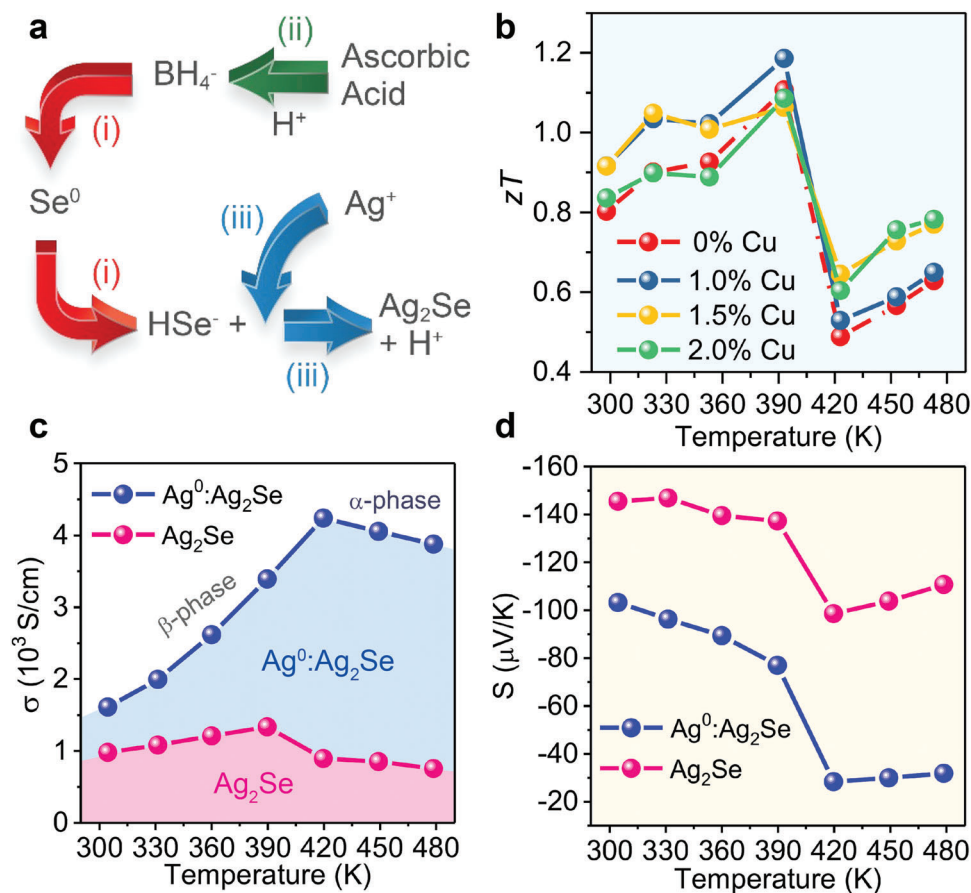 a
(ii)
BH4-
Ascorbic
Acid
H+
(i)
Se0
(iii)
Ag+
(i)
HSe- +
Ag2Se
+ H+
(iii)
b
zT
1.2
1.0
0.8
0.6
0.4
0% Cu
1.0% Cu
1.5% Cu
2.0% Cu
300 330 360 390 420 450 480
Temperature (K)
c
σ (10³ S/cm)
5
4
3
2
1
0
Ag0:Ag2Se
Ag2Se
α-phase
β-phase
Ag0:Ag2Se
Ag2Se
300 330 360 390 420 450 480
Temperature (K)
d
S (μV/K)
-160
-140
-120
-100
-80
-60
-40
-20
Ag0:Ag2Se
Ag2Se
300 330 360 390 420 450 480
Temperature (K)